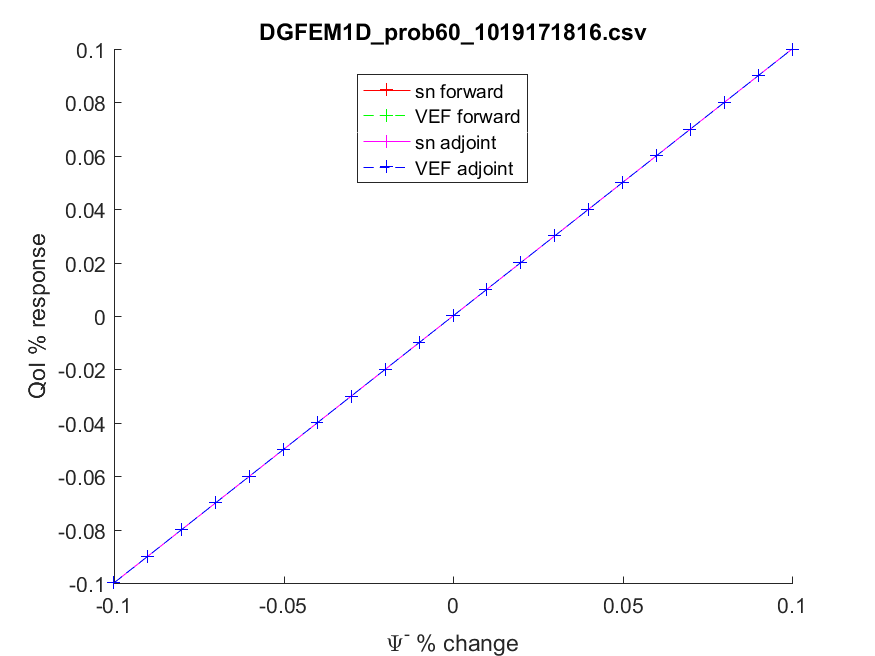 DGFEM1D_prob60_1019171816.csv
sn forward
VEF forward
sn adjoint
VEF adjoint
QoI % response
0.1
0.08
0.06
0.04
0.02
0
-0.02
-0.04
-0.06
-0.08
-0.1
-0.1
-0.05
0
0.05
0.1
Ψ⁻ % change